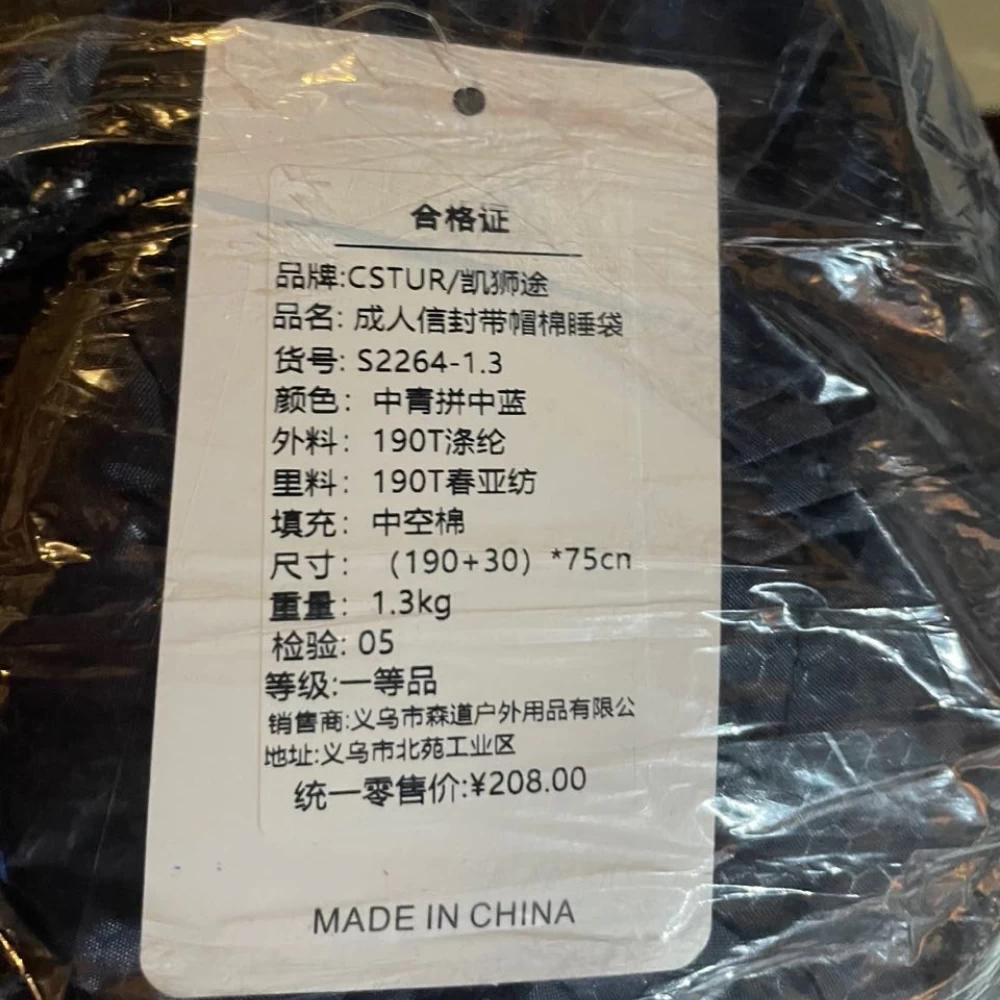 合格证
品牌:CSTUR/凯狮途
品名: 成人信封带帽棉睡袋
货号: S2264-1.3
颜色: 中青拼中蓝
外料: 190T涤纶
里料: 190T春亚纺
填充: 中空棉
尺寸: (190+30) *75cm
重量: 1.3kg
检验: 05
等级:一等品
销售商:义乌市森道户外用品有限公
地址:义乌市北苑工业区
统一零售价:¥208.00
MADE IN CHINA